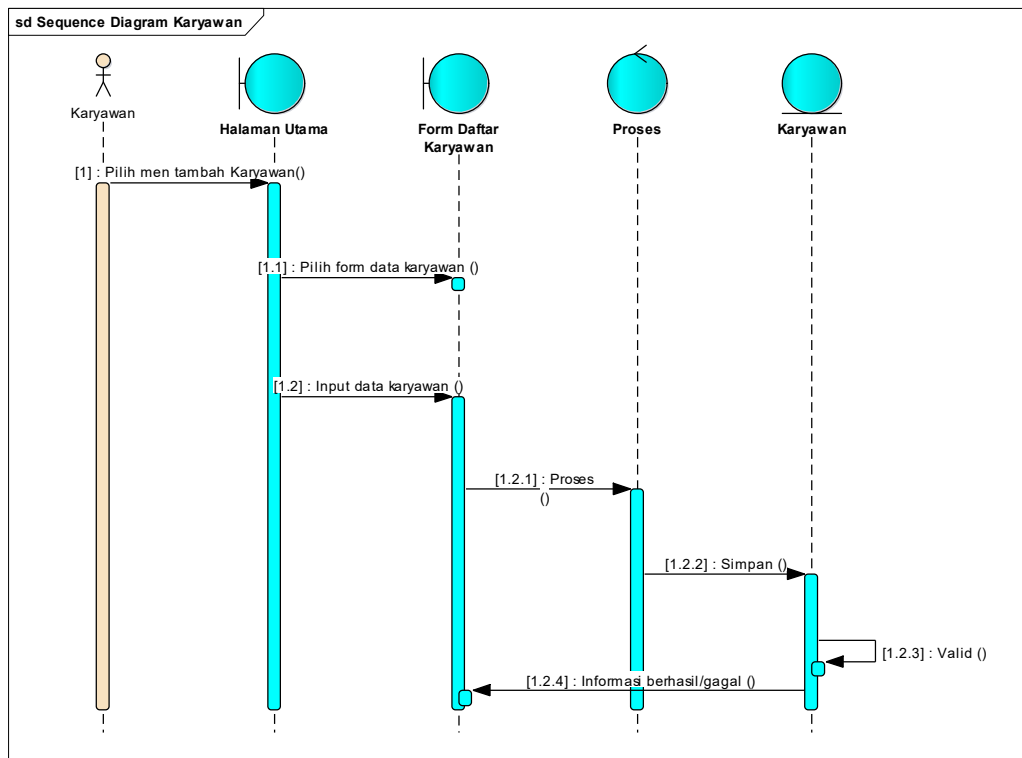 sd Sequence Diagram Karyawan
Karyawan
Halaman Utama
Form Daftar
Karyawan
Proses
Karyawan
[1] : Pilih men tambah Karyawan()
[1.1] : Pilih form data karyawan ()
[1.2] : Input data karyawan ()
[1.2.1] : Proses
()
[1.2.2] : Simpan ()
[1.2.3] : Valid ()
[1.2.4] : Informasi berhasil/gagal ()